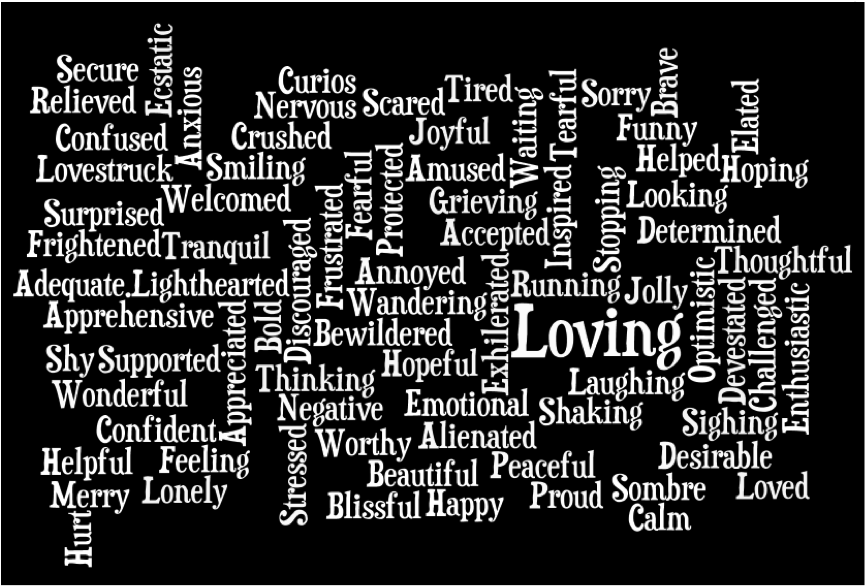 Secure
Ecstatic
Relieved
Anxious
Confused
Lovestruck
Curios
Nervous
Scared
Tired
Crushed
Smiling
Joyful
Amused
Waiting
Tearful
Sorry
Brave
Funny
Elated
Helped
Hoping
Welcomed
Surprised
Frightened
Tranquil
Fearful
Protected
Frustrated
Discouraged
Grieving
Accepted
Inspired
Stopping
Looking
Determined
Thoughtful
Adequate.
Lighthearted
Apprehensive
Annoyed
Wandering
Bewildered
Exhilerated
Running
Jolly
Loving
Optimistic
Devestated
Challenged
Enthusiastic
Appreciated
Bold
Shy
Supported.
Wonderful
Thinking
Hopeful
Laughing
Negative
Emotional
Shaking
Sighing
Confident
Stressed
Worthy
Alienated
Helpful
Feeling
Beautiful
Peaceful
Desirable
Merry
Lonely
Blissful
Happy
Proud
Sombre
Loved
Calm
Hurt